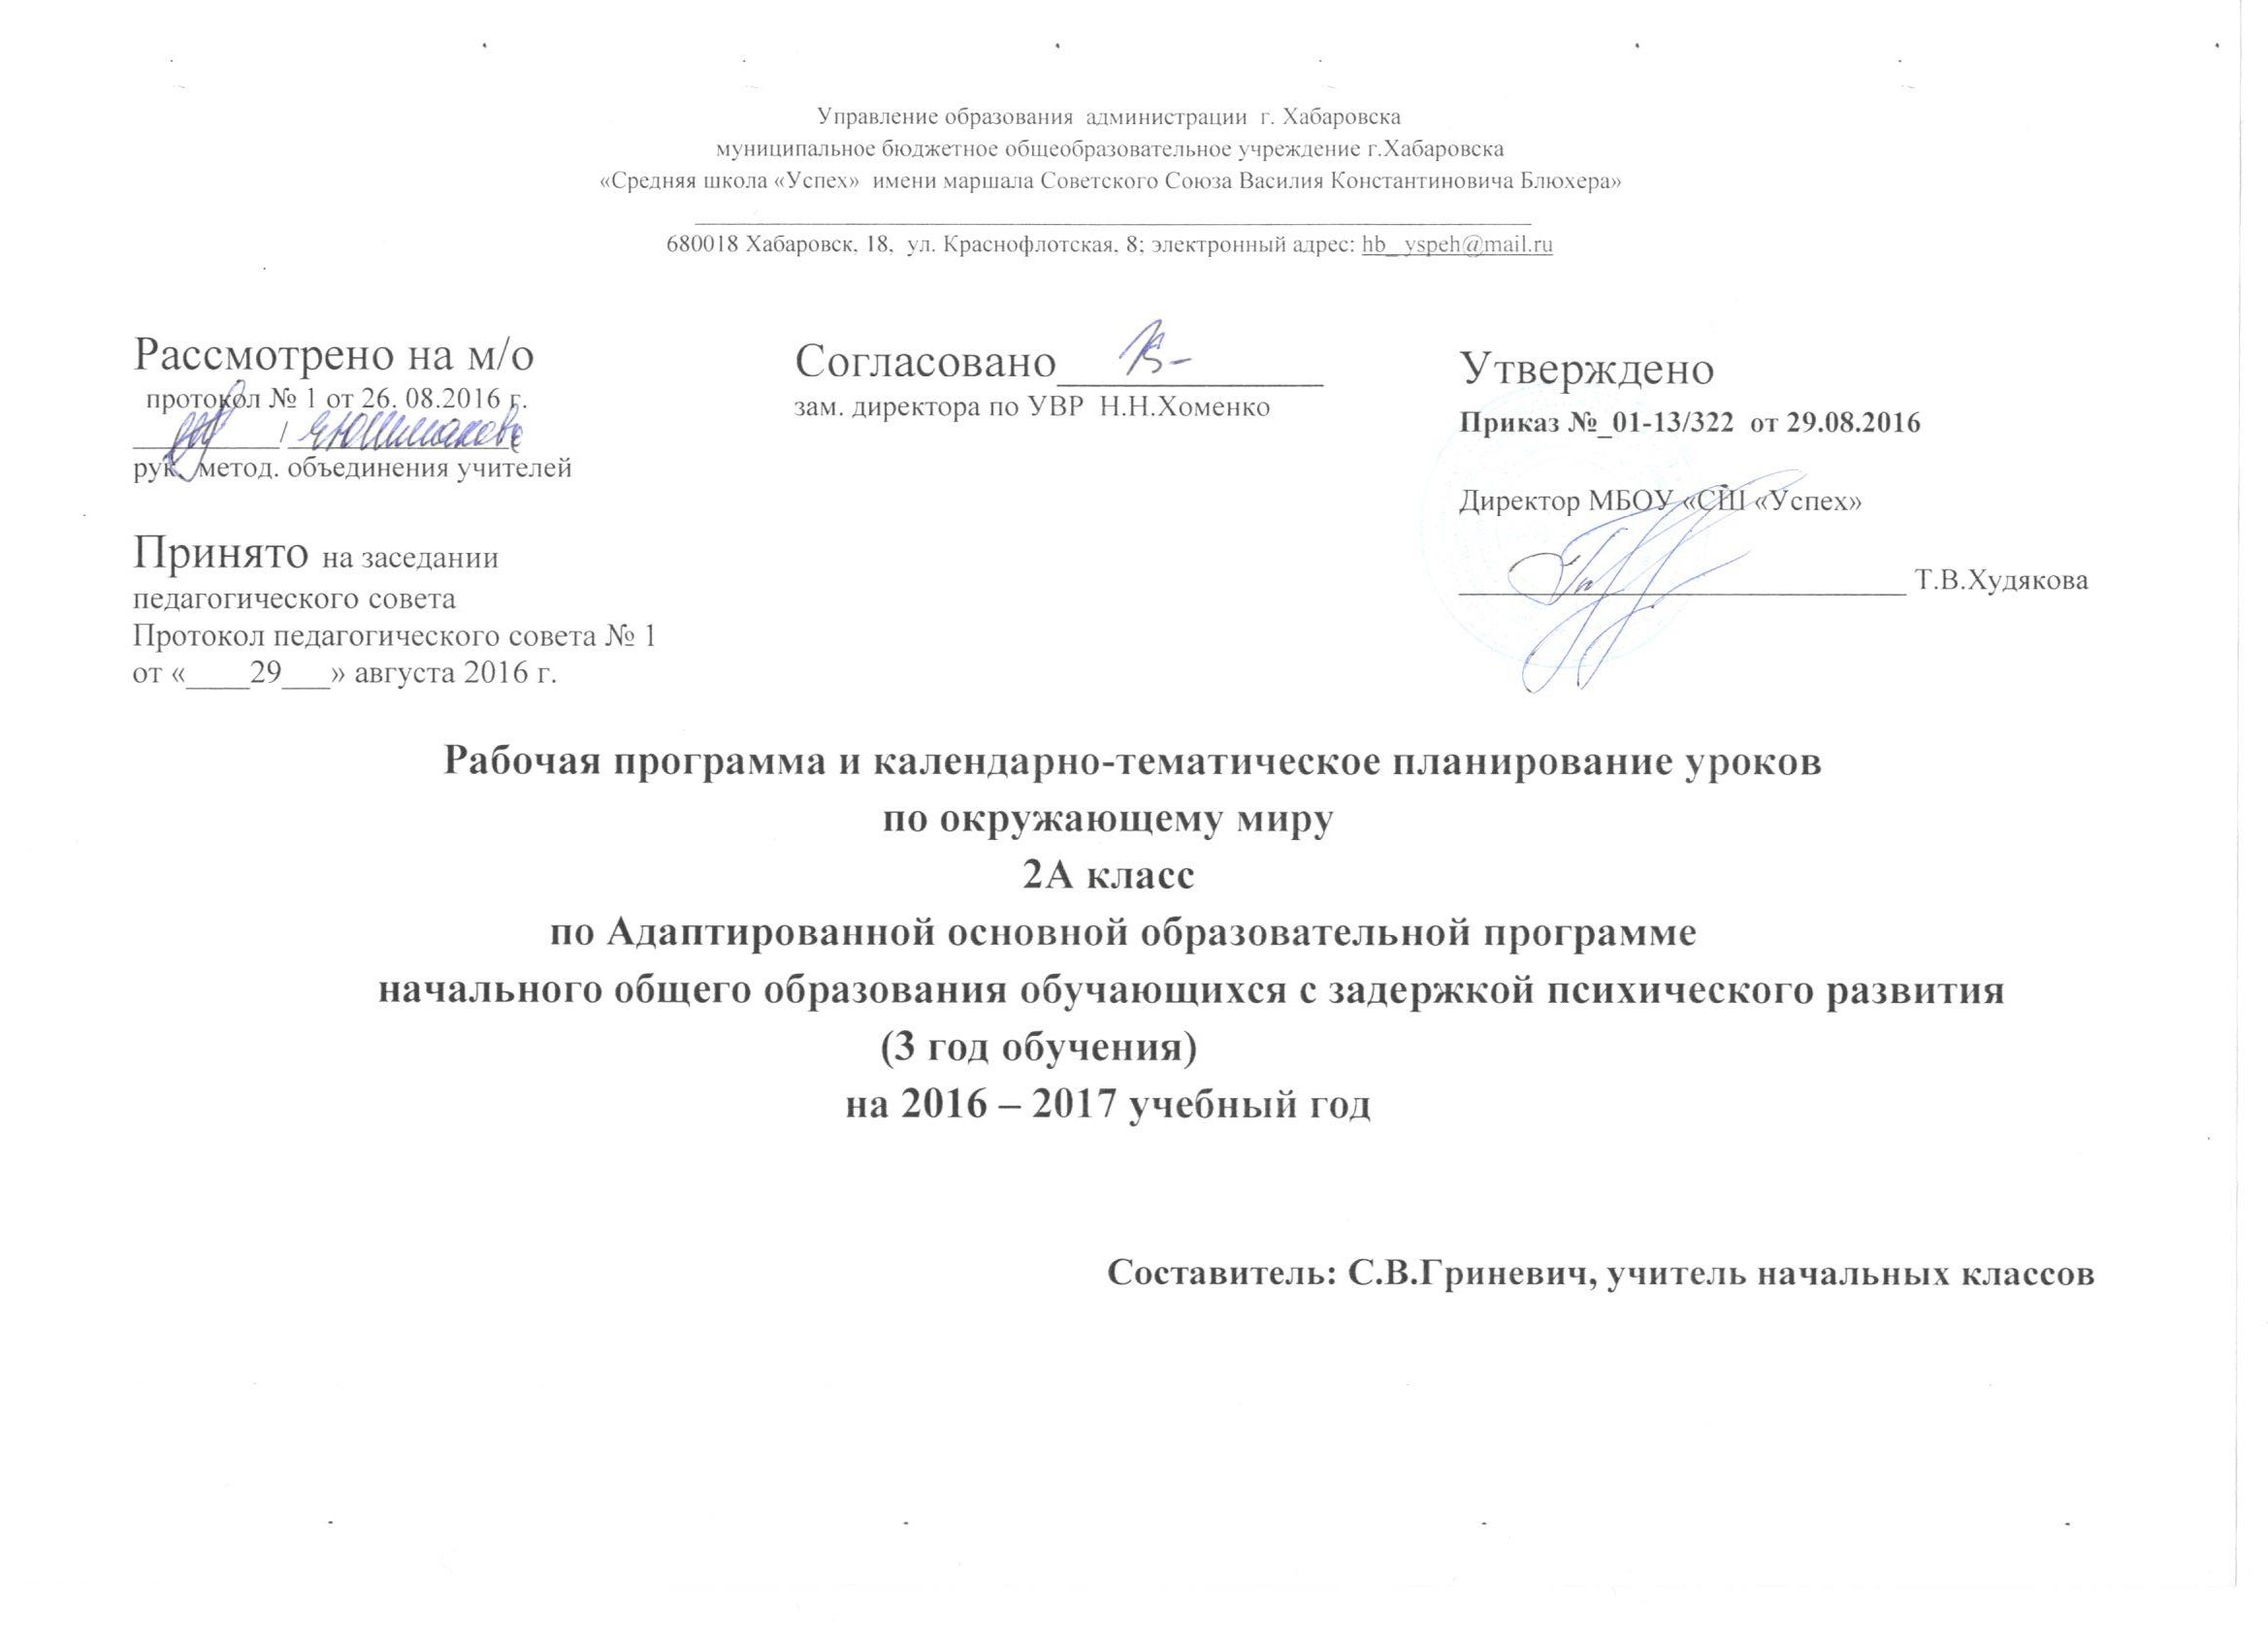 Управление образования администрации г. Хабаровска
муниципальное бюджетное общеобразовательное учреждение г.Хабаровска
«Средняя школа «Успех» имени маршала Советского Союза Василия Константиновича Блюхера»
680018 Хабаровск, 18, ул. Краснофлотская, 8; электронный адрес: hb_yspeh@mail.ru
Рассмотрено на м/о
протокол № 1 от 26. 08.2016 г.
____________/
рук. метод. объединения учителей
Принято на заседании
педагогического совета
Протокол педагогического совета № 1
от «____29___» августа 2016 г.
Согласовано____________
зам. директора по УВР Н.Н.Хоменко
Утверждено
Приказ №_01-13/322 от 29.08.2016
Директор МБОУ «СШ «Успех»
____________________________ Т.В.Худякова
Рабочая программа и календарно-тематическое планирование уроков
по окружающему миру
2А класс
по Адаптированной основной образовательной программе
начального общего образования обучающихся с задержкой психического развития
(3 год обучения)
на 2016 – 2017 учебный год
Составитель: С.В.Гриневич, учитель начальных классов